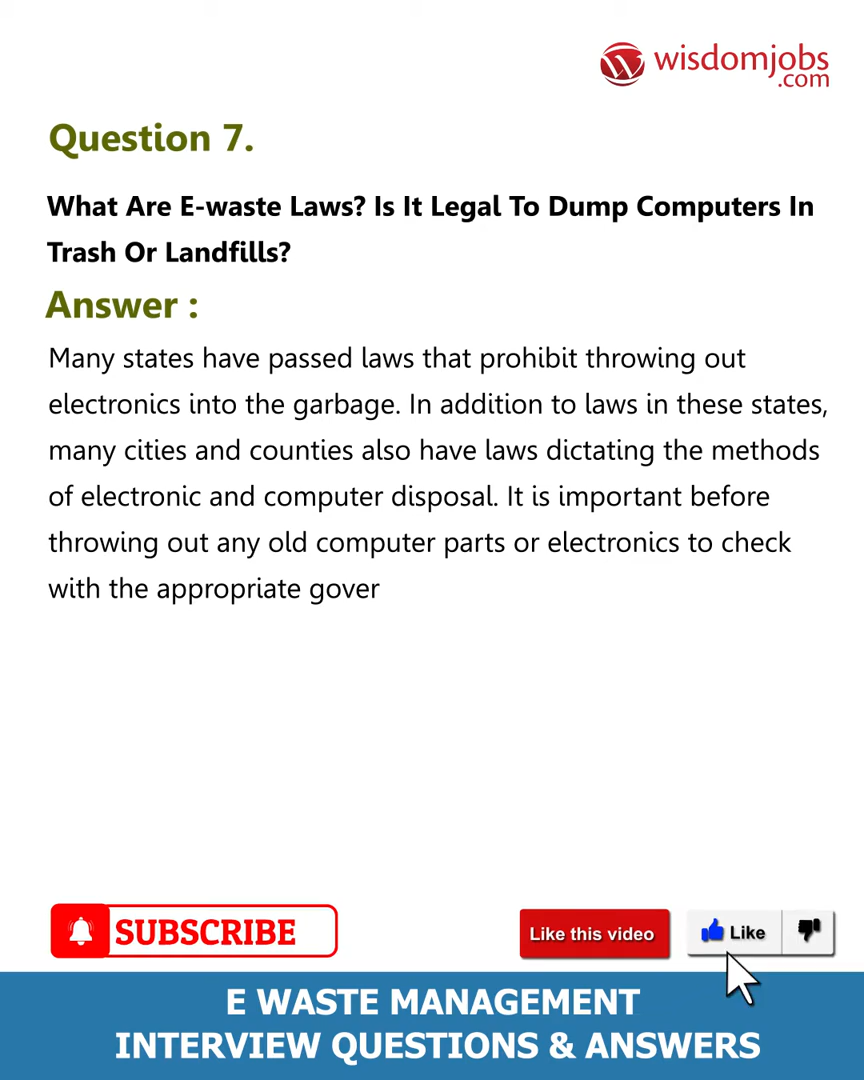 wisdomjobs
.com
Question 7.
What Are E-waste Laws? Is It Legal To Dump Computers In
Trash Or Landfills?
Answer :
Many states have passed laws that prohibit throwing out
electronics into the garbage. In addition to laws in these states,
many cities and counties also have laws dictating the methods
of electronic and computer disposal. It is important before
throwing out any old computer parts or electronics to check
with the appropriate gover
SUBSCRIBE
Like this video
Like
E WASTE MANAGEMENT
INTERVIEW QUESTIONS & ANSWERS